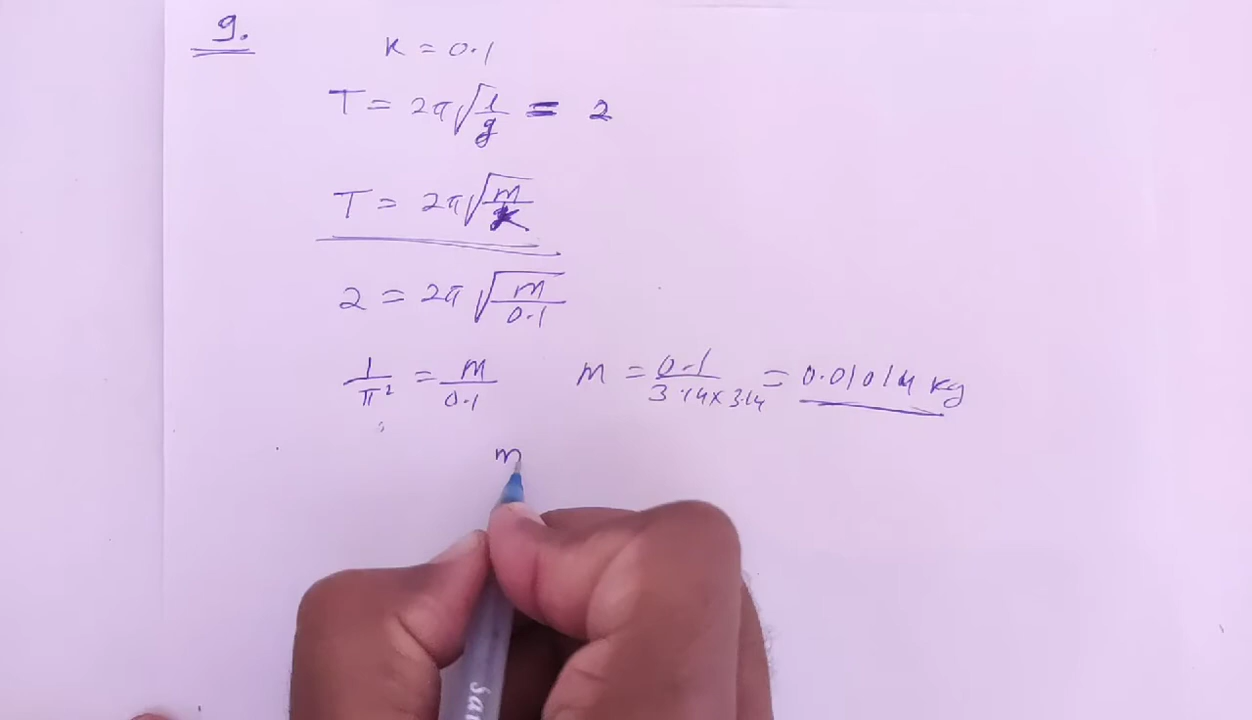 9.
K = 0.1
T = 2π√(l/g) = 2
T = 2π√(m/K)
2 = 2π√(m/0.1)
1/π² = m/0.1 m = 0.1/3.14×3.14 = 0.01014 kg
m
Sar